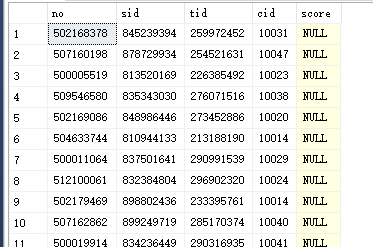 no sid tid cid score
1 502168378 845239394 259972452 10031 NULL
2 507160198 878729934 254521631 10047 NULL
3 500005519 813520169 226385492 10023 NULL
4 509546580 835343030 276071516 10038 NULL
5 502169086 848986446 273452886 10020 NULL
6 504633744 810944133 213188190 10014 NULL
7 500011064 837501641 290991539 10029 NULL
8 512100061 832384804 296902320 10024 NULL
9 502179469 898802436 233395761 10014 NULL
10 507162862 899249719 285170374 10040 NULL
11 500019914 834236449 290316935 10041 NULL